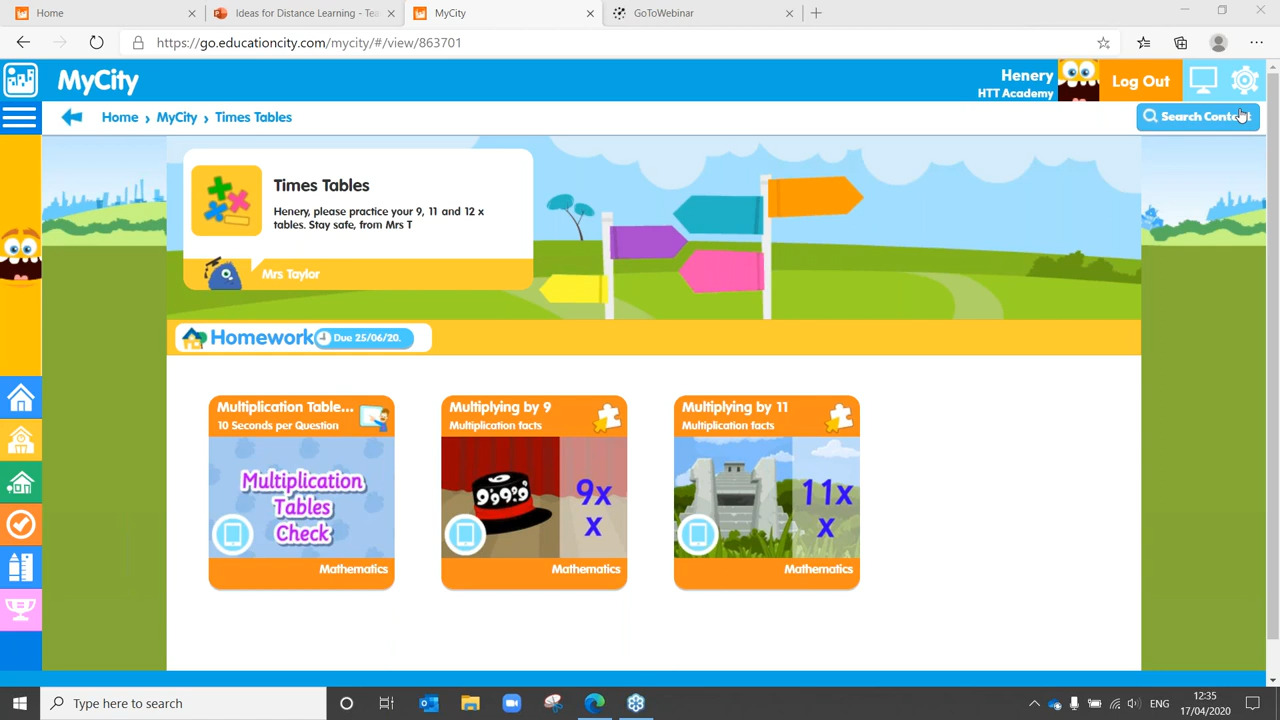 Home
Ideas for Distance Learning - Tea
MyCity
GoToWebinar
https://go.educationcity.com/mycity/#/view/863701
MyCity
Henery
HTT Academy
Log Out
Home › MyCity › Times Tables
Search Content
Times Tables
Henery, please practice your 9, 11 and 12 x
tables. Stay safe, from Mrs T
Mrs Taylor
Homework
Due 25/06/20.
Multiplication Table...
10 Seconds per Question
Multiplication
Tables
Check
Mathematics
Multiplying by 9
Multiplication facts
9999
9x
x
Mathematics
Multiplying by 11
Multiplication facts
11x
x
Mathematics
Type here to search
ENG
12:35
17/04/2020